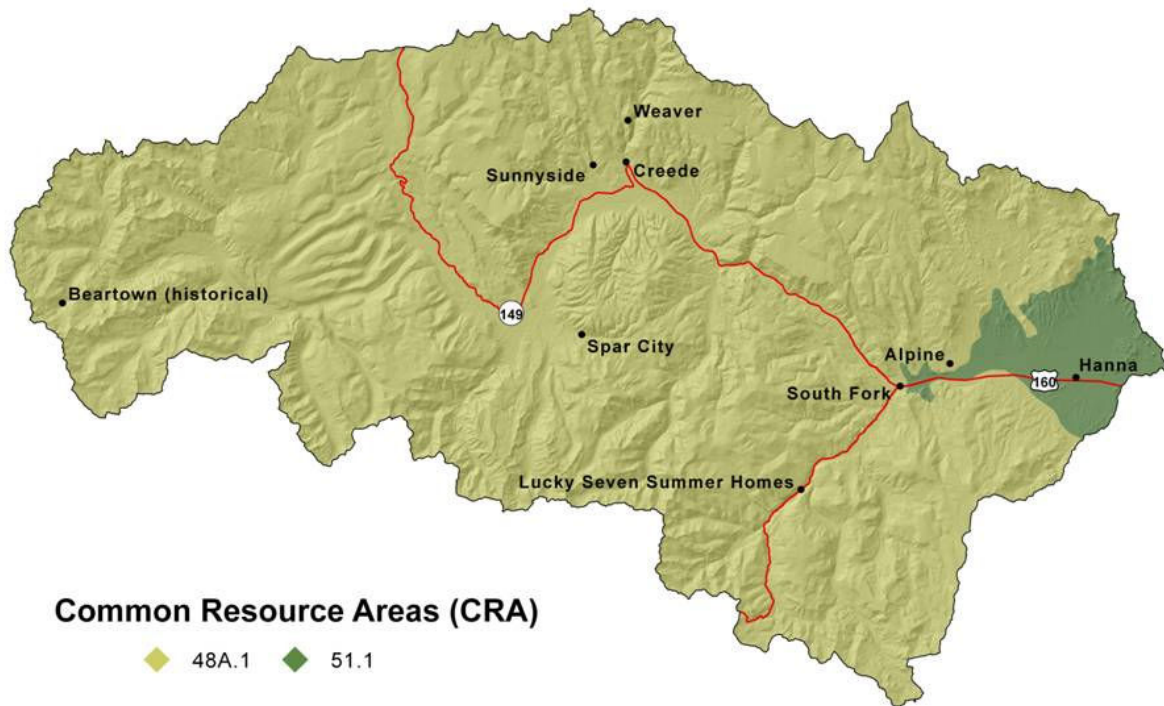 Weaver
Sunnyside
Creede
Beartown (historical)
149
Spar City
Alpine
Hanna
160
South Fork
Lucky Seven Summer Homes
Common Resource Areas (CRA)
48A.1 51.1